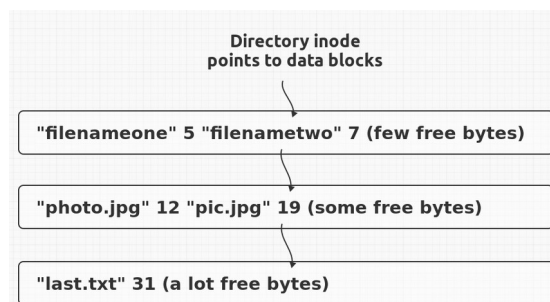 Directory inode
points to data blocks
"filenameone" 5 "filenametwo" 7 (few free bytes)
"photo.jpg" 12 "pic.jpg" 19 (some free bytes)
"last.txt" 31 (a lot free bytes)